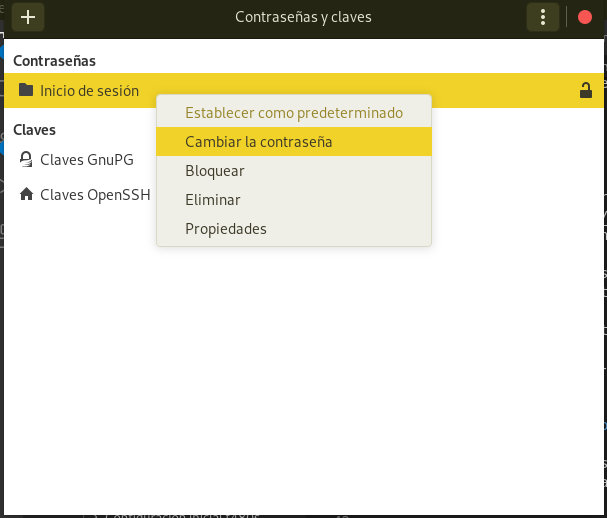 Contraseñas y claves
Contraseñas
Inicio de sesión
Establecer como predeterminado
Claves
Cambiar la contraseña
Claves GnuPG
Bloquear
Claves OpenSSH
Eliminar
Propiedades